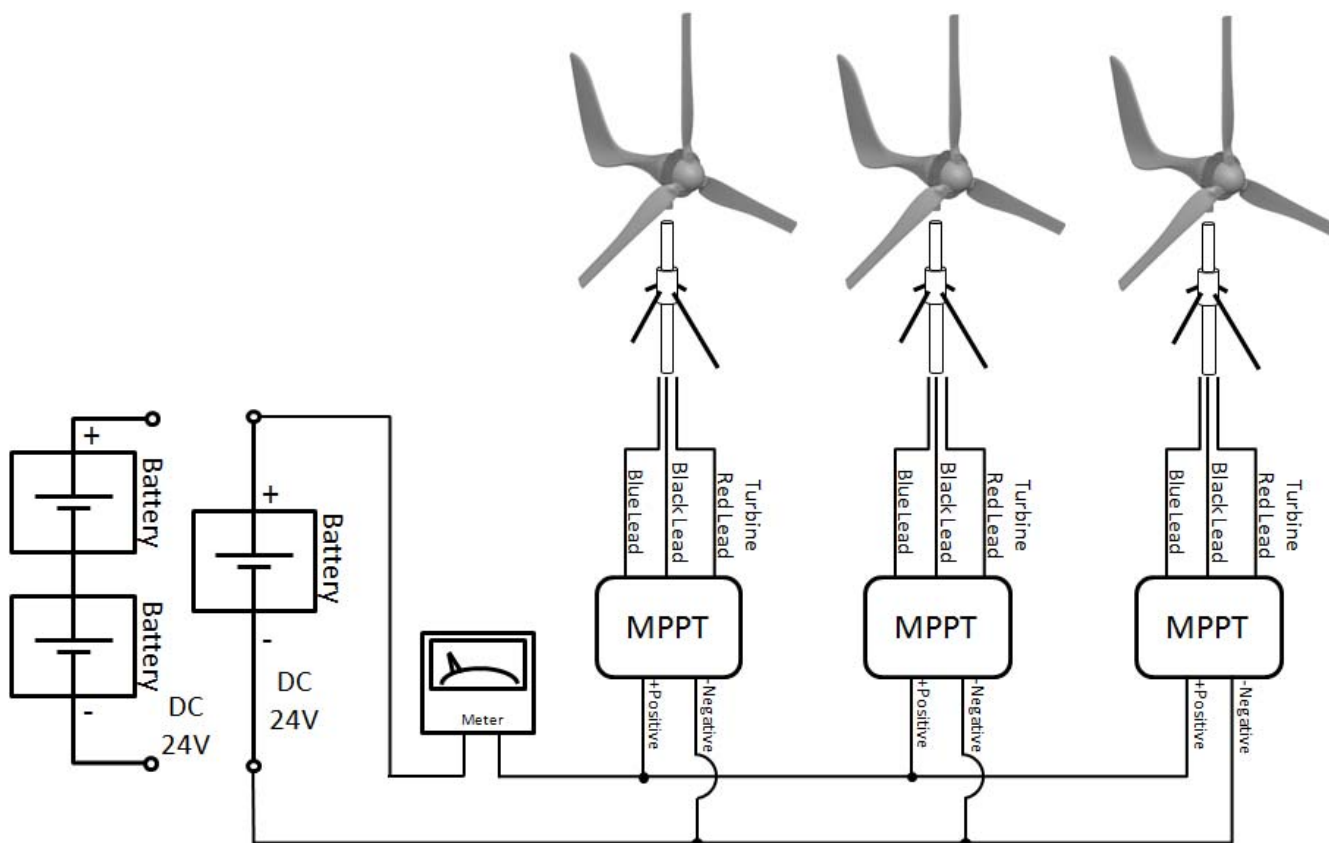 +
Battery
Battery
-
DC
24V
+
Battery
-
DC
24V
Meter
Blue Lead
Black Lead
Red Lead
Turbine
MPPT
+Positive
-Negative
Blue Lead
Black Lead
Red Lead
Turbine
MPPT
+Positive
-Negative
Blue Lead
Black Lead
Red Lead
Turbine
MPPT
+Positive
-Negative